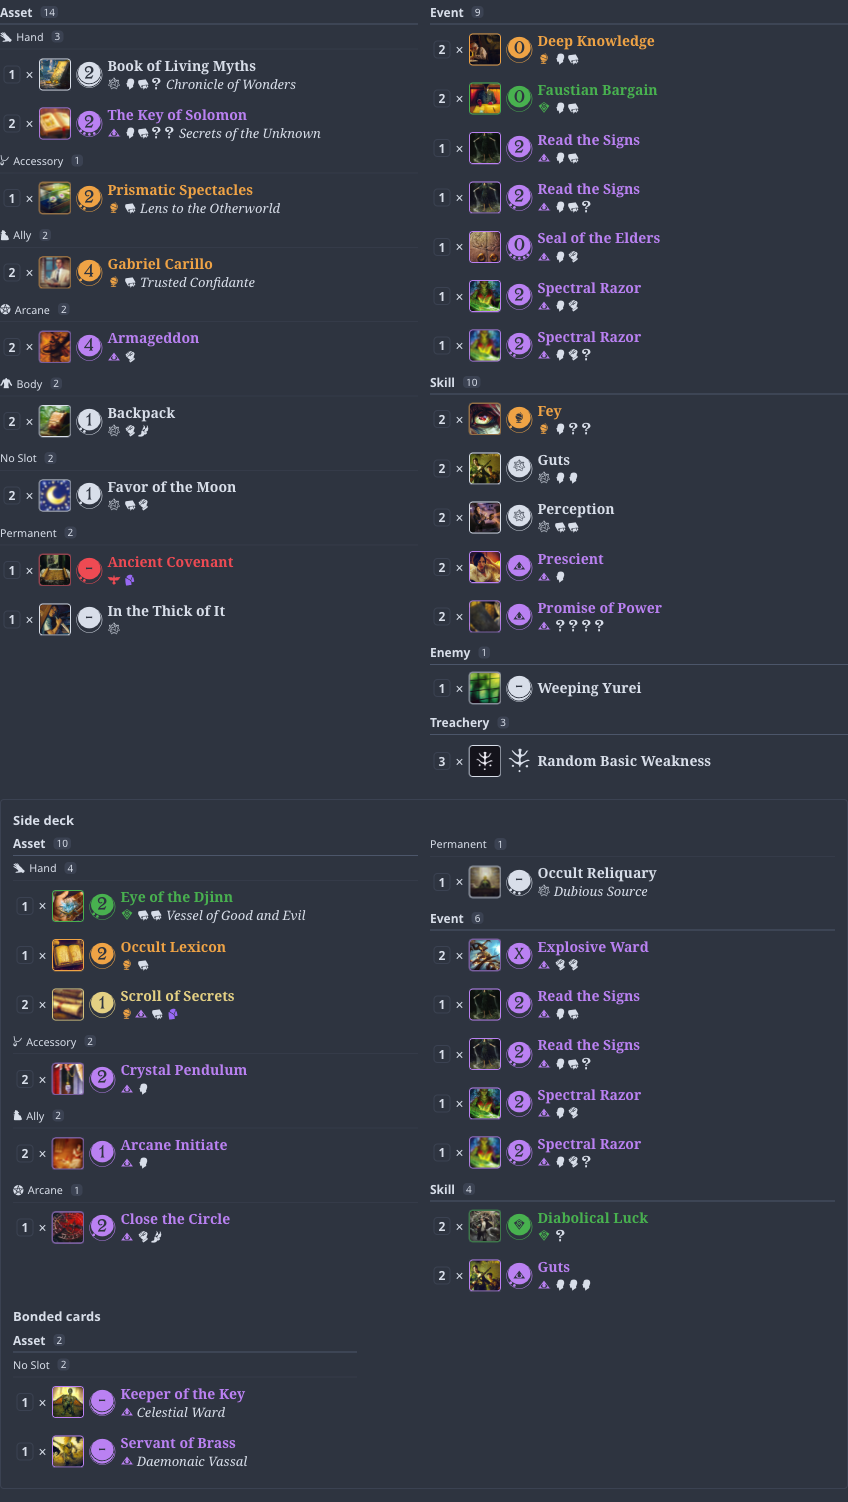 Asset 14
Hand 3
1 × 2 Book of Living Myths
? Chronicle of Wonders
2 × 2 The Key of Solomon
? ? Secrets of the Unknown
Accessory 1
1 × 2 Prismatic Spectacles
Lens to the Otherworld
Ally 2
2 × 4 Gabriel Carillo
Trusted Confidante
Arcane 2
2 × 4 Armageddon
Body 2
2 × 1 Backpack
No Slot 2
2 × 1 Favor of the Moon
Permanent 2
1 × – Ancient Covenant
1 × – In the Thick of It
Event 9
2 × 0 Deep Knowledge
2 × 0 Faustian Bargain
1 × 2 Read the Signs
1 × 2 Read the Signs
?
1 × 0 Seal of the Elders
1 × 2 Spectral Razor
1 × 2 Spectral Razor
?
Skill 10
2 × Fey
? ?
2 × Guts
2 × Perception
2 × Prescient
2 × Promise of Power
? ? ? ?
Enemy 1
1 × – Weeping Yurei
Treachery 3
3 × Random Basic Weakness
Side deck
Asset 10
Hand 4
1 × 2 Eye of the Djinn
Vessel of Good and Evil
1 × 2 Occult Lexicon
2 × 1 Scroll of Secrets
Accessory 2
2 × 2 Crystal Pendulum
Ally 2
2 × 1 Arcane Initiate
Arcane 1
1 × 2 Close the Circle
Permanent 1
1 × – Occult Reliquary
Dubious Source
Event 6
2 × X Explosive Ward
1 × 2 Read the Signs
1 × 2 Read the Signs
?
1 × 2 Spectral Razor
1 × 2 Spectral Razor
?
Skill 4
2 × Diabolical Luck
?
2 × Guts
Bonded cards
Asset 2
No Slot 2
1 × – Keeper of the Key
Celestial Ward
1 × – Servant of Brass
Daemonaic Vassal